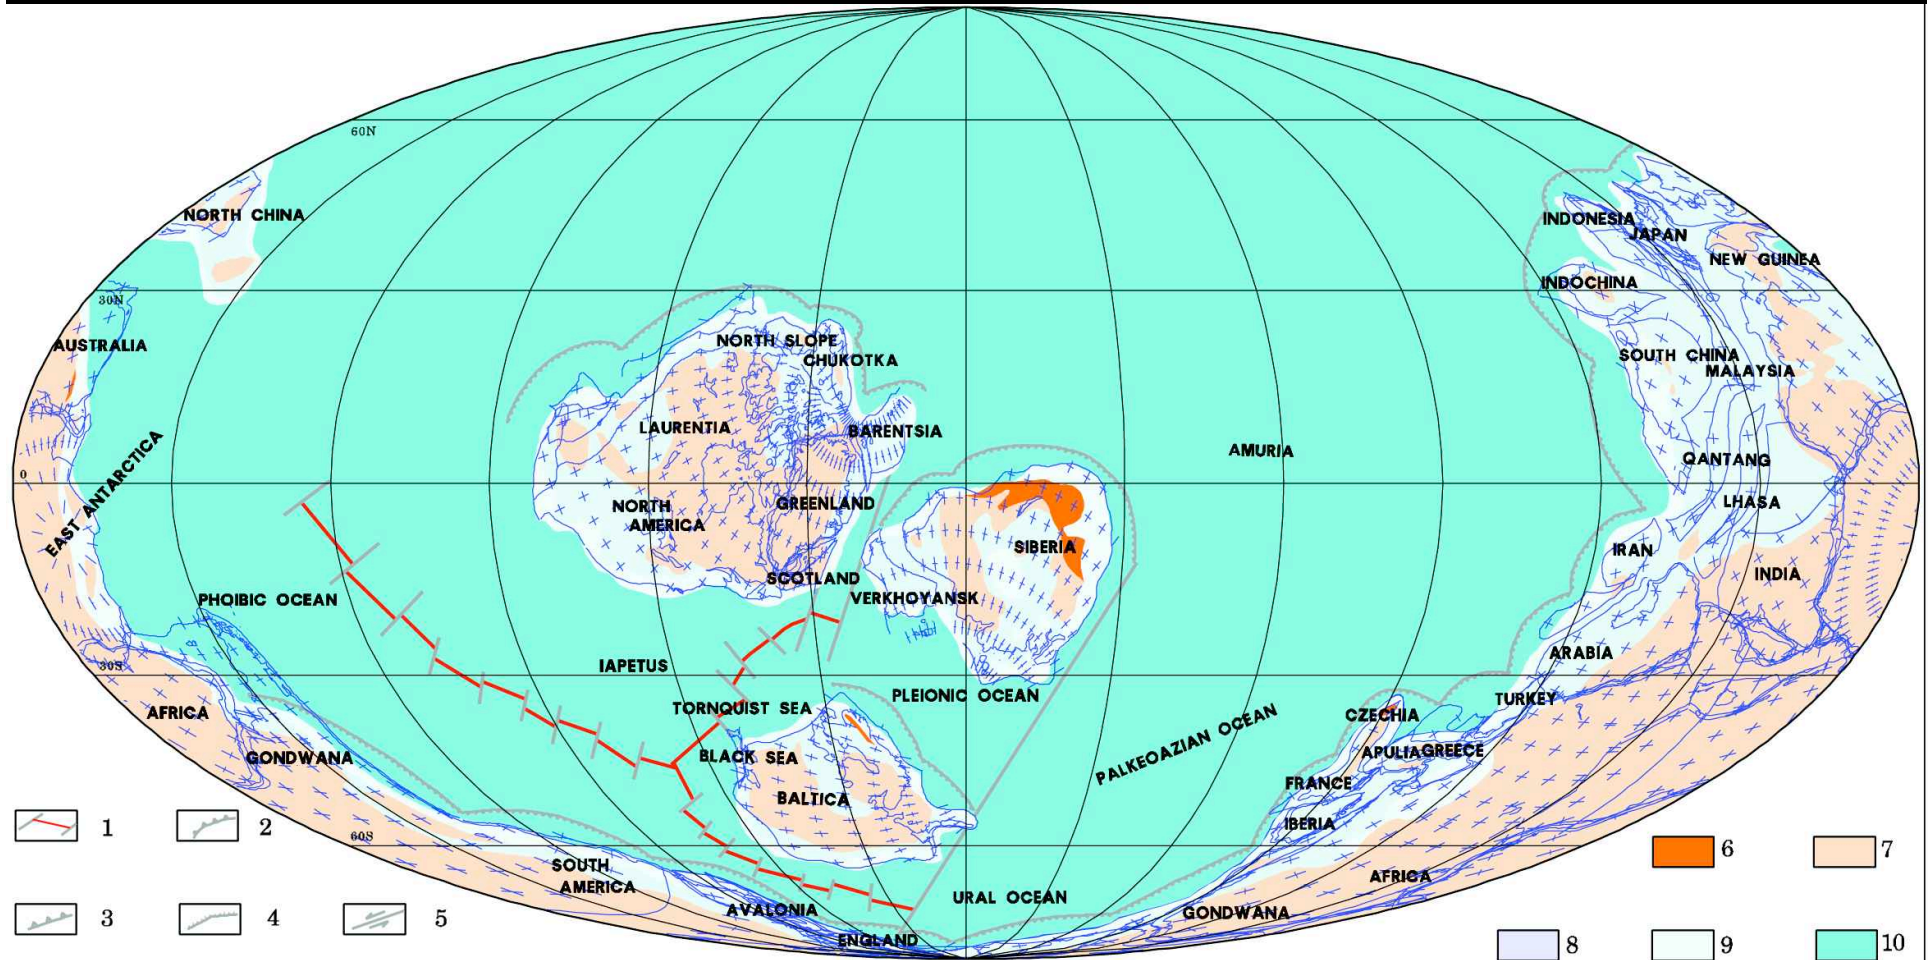 60N
NORTH CHINA
INDONESIA
JAPAN
NEW GUINEA
INDOCHINA
30N
AUSTRALIA
NORTH SLOPE
CHUKOTKA
SOUTH CHINA
MALAYSIA
LAURENTIA
BARENTSIA
AMURIA
QANTANG
0
EAST ANTARCTICA
NORTH
AMERICA
GREENLAND
LHASA
SIBERIA
IRAN
INDIA
SCOTLAND
VERKHOYANSK
PHOIBIC OCEAN
ARABIA
30S
IAPETUS
PLEIONIC OCEAN
TURKEY
AFRICA
TORNQUIST SEA
CZECHIA
PALKEOAZIAN OCEAN
GONDWANA
BLACK SEA
APULIA
GREECE
FRANCE
BALTICA
IBERIA
1
2
60S
6
7
SOUTH
AMERICA
AFRICA
URAL OCEAN
AVALONIA
GONDWANA
3
4
5
ENGLAND
8
9
10